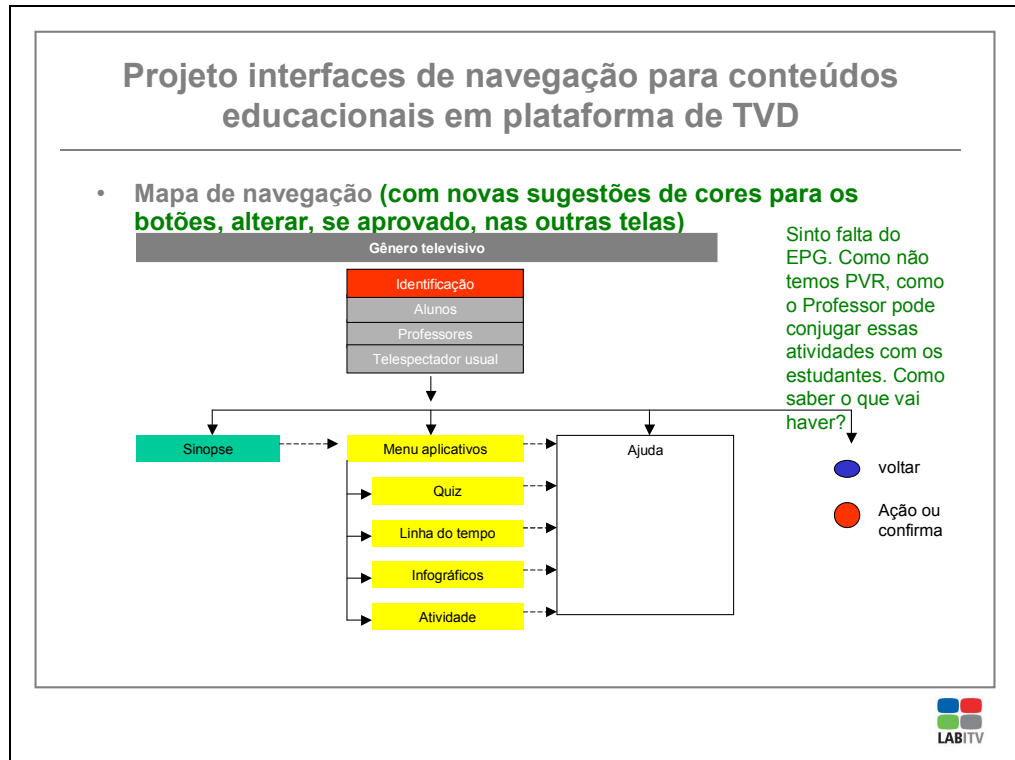 Projeto interfaces de navegação para conteúdos
educacionais em plataforma de TVD
• Mapa de navegação (com novas sugestões de cores para os
botões, alterar, se aprovado, nas outras telas)
Gênero televisivo
Identificação
Alunos
Professores
Telespectador usual
Sinto falta do
EPG. Como não
temos PVR, como
o Professor pode
conjugar essas
atividades com os
estudantes. Como
saber o que vai
haver?
Sinopse
Menu aplicativos
Quiz
Linha do tempo
Infográficos
Atividade
Ajuda
voltar
Ação ou
confirma
LABITV